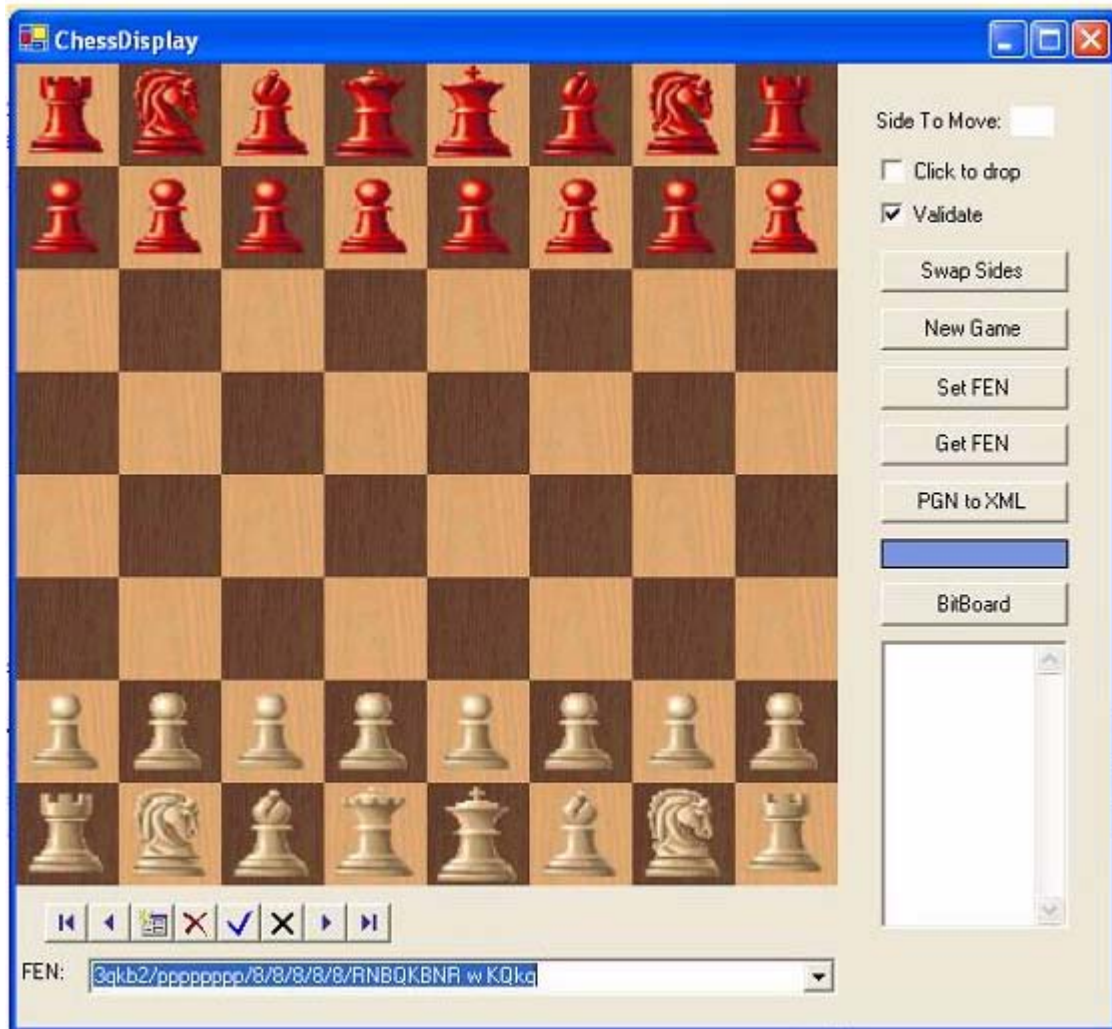 ChessDisplay
Side To Move:
Click to drop
Validate
Swap Sides
New Game
Set FEN
Get FEN
PGN to XML
BitBoard
FEN: 3qkb2/pppppppp/8/8/8/8/8/RNBQKBNR w KQkq